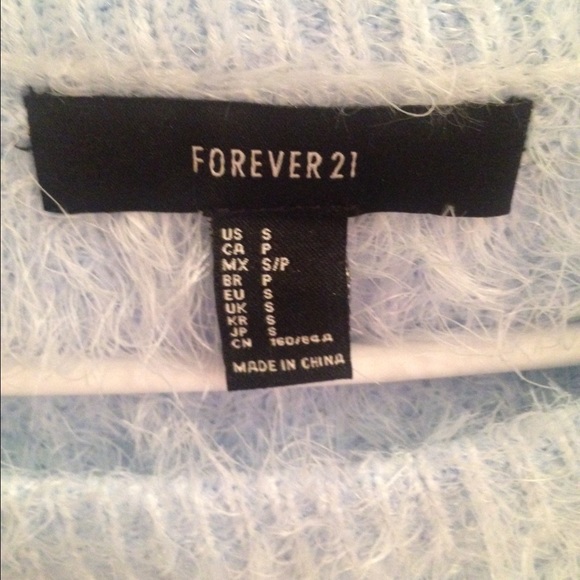 FOREVER 21
US S
CA P
MX S/P
BR P
EU S
UK S
KR S
JP S
CN 160/84A
MADE IN CHINA